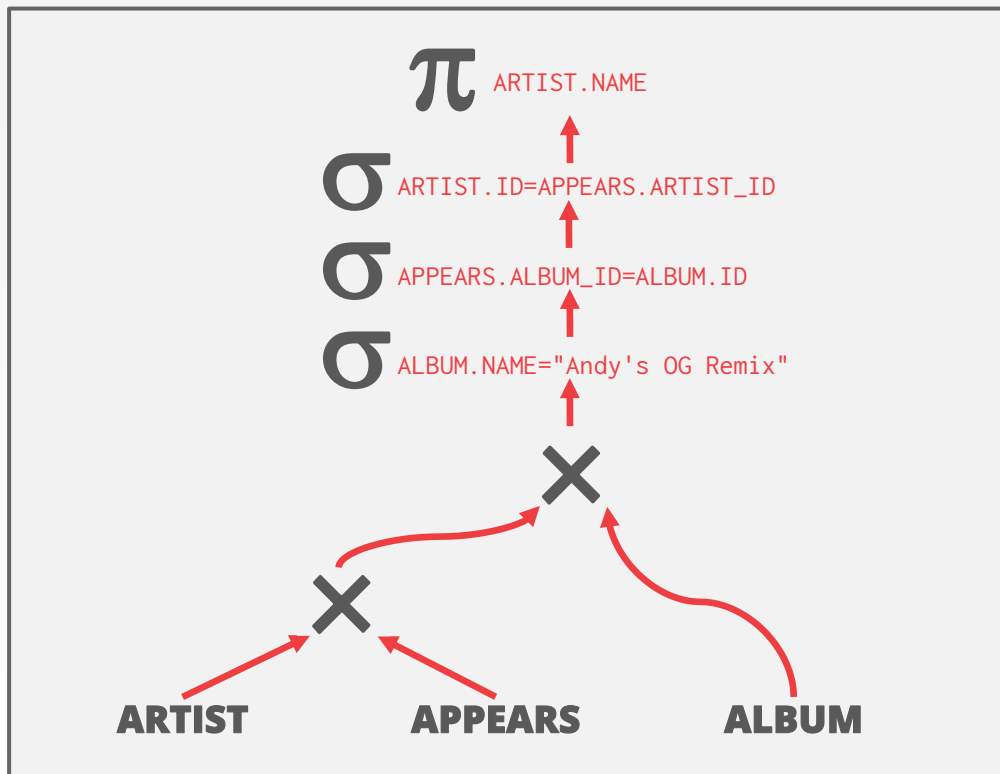 π ARTIST.NAME
σ ARTIST.ID=APPEARS.ARTIST_ID
σ APPEARS.ALBUM_ID=ALBUM.ID
σ ALBUM.NAME="Andy's OG Remix"
×
×
ARTIST APPEARS ALBUM